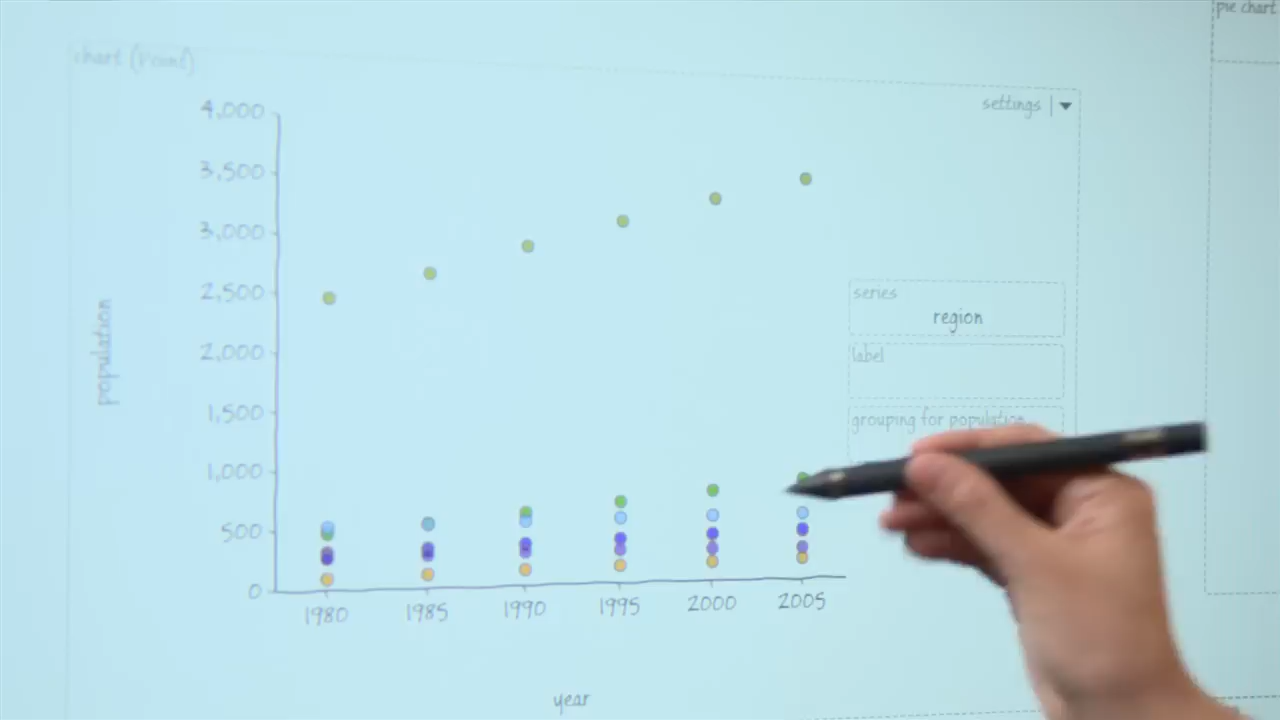 chart (point)
pie chart
settings
4,000
3,500
3,000
2,500
2,000
1,500
1,000
500
0
population
1980 1985 1990 1995 2000 2005
year
series
region
label
grouping for population